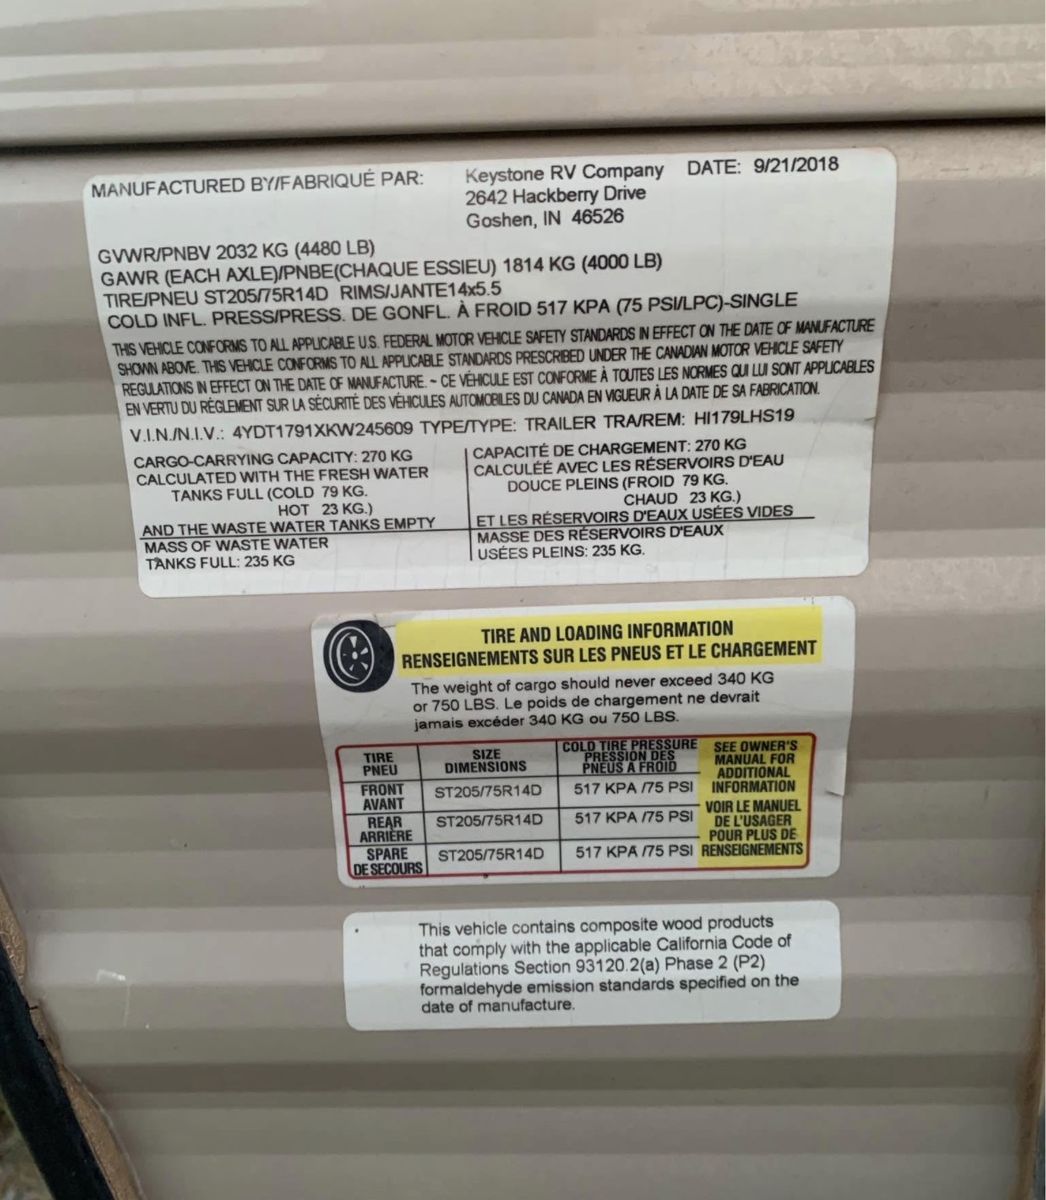 MANUFACTURED BY/FABRIQUÉ PAR: Keystone RV Company DATE: 9/21/2018
2642 Hackberry Drive
Goshen, IN 46526
GVWR/PNBV 2032 KG (4480 LB)
GAWR (EACH AXLE)/PNBE(CHAQUE ESSIEU) 1814 KG (4000 LB)
TIRE/PNEU ST205/75R14D RIMS/JANTE14x5.5
COLD INFL. PRESS/PRESS. DE GONFL. À FROID 517 KPA (75 PSI/LPC)-SINGLE
THIS VEHICLE CONFORMS TO ALL APPLICABLE U.S. FEDERAL MOTOR VEHICLE SAFETY STANDARDS IN EFFECT ON THE DATE OF MANUFACTURE
SHOWN ABOVE. THIS VEHICLE CONFORMS TO ALL APPLICABLE STANDARDS PRESCRIBED UNDER THE CANADIAN MOTOR VEHICLE SAFETY
REGULATIONS IN EFFECT ON THE DATE OF MANUFACTURE. ~ CE VÉHICULE EST CONFORME À TOUTES LES NORMES QUI LUI SONT APPLICABLES
EN VERTU DU RÈGLEMENT SUR LA SÉCURITÉ DES VÉHICULES AUTOMOBILES DU CANADA EN VIGUEUR À LA DATE DE SA FABRICATION.
V.I.N./N.I.V.: 4YDT1791XKW245609 TYPE/TYPE: TRAILER TRA/REM: HI179LHS19
CARGO-CARRYING CAPACITY: 270 KG
CALCULATED WITH THE FRESH WATER
TANKS FULL (COLD 79 KG.
HOT 23 KG.)
AND THE WASTE WATER TANKS EMPTY
MASS OF WASTE WATER
TANKS FULL: 235 KG
CAPACITÉ DE CHARGEMENT: 270 KG
CALCULÉE AVEC LES RÉSERVOIRS D'EAU
DOUCE PLEINS (FROID 79 KG.
CHAUD 23 KG.)
ET LES RÉSERVOIRS D'EAUX USÉES VIDES
MASSE DES RÉSERVOIRS D'EAUX
USÉES PLEINS: 235 KG.
TIRE AND LOADING INFORMATION
RENSEIGNEMENTS SUR LES PNEUS ET LE CHARGEMENT
The weight of cargo should never exceed 340 KG
or 750 LBS. Le poids de chargement ne devrait
jamais excéder 340 KG ou 750 LBS.
TIRE
PNEU
SIZE
DIMENSIONS
COLD TIRE PRESSURE
PRESSION DES
PNEUS A FROID
FRONT
AVANT
ST205/75R14D
517 KPA /75 PSI
REAR
ARRIÈRE
ST205/75R14D
517 KPA /75 PSI
SPARE
DE SECOURS
ST205/75R14D
517 KPA /75 PSI
SEE OWNER'S
MANUAL FOR
ADDITIONAL
INFORMATION
VOIR LE MANUEL
DE L'USAGER
POUR PLUS DE
RENSEIGNEMENTS
This vehicle contains composite wood products
that comply with the applicable California Code of
Regulations Section 93120.2(a) Phase 2 (P2)
formaldehyde emission standards specified on the
date of manufacture.